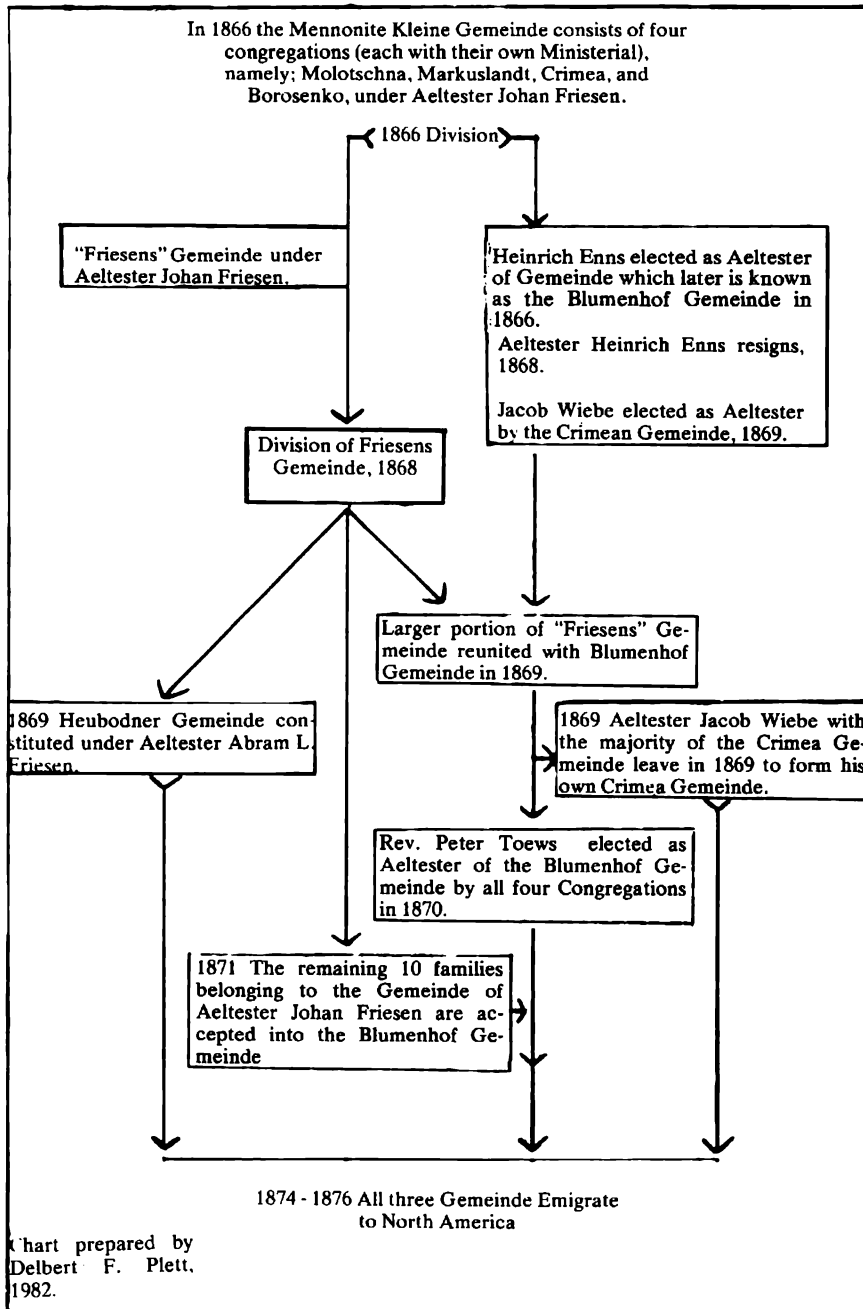 In 1866 the Mennonite Kleine Gemeinde consists of four
congregations (each with their own Ministerial),
namely; Molotschna, Markuslandt, Crimea, and
Borosenko, under Aeltester Johan Friesen.
1866 Division
"Friesens" Gemeinde under
Aeltester Johan Friesen.
Heinrich Enns elected as Aeltester
of Gemeinde which later is known
as the Blumenhof Gemeinde in
1866.
Aeltester Heinrich Enns resigns,
1868.
Jacob Wiebe elected as Aeltester
by the Crimean Gemeinde, 1869.
Division of Friesens
Gemeinde, 1868
Larger portion of "Friesens" Ge-
meinde reunited with Blumenhof
Gemeinde in 1869.
1869 Heubodner Gemeinde con-
stituted under Aeltester Abram L.
Friesen.
1869 Aeltester Jacob Wiebe with
the majority of the Crimea Ge-
meinde leave in 1869 to form his
own Crimea Gemeinde.
Rev. Peter Toews elected as
Aeltester of the Blumenhof Ge-
meinde by all four Congregations
in 1870.
1871 The remaining 10 families
belonging to the Gemeinde of
Aeltester Johan Friesen are ac-
cepted into the Blumenhof Ge-
meinde
1874 - 1876 All three Gemeinde Emigrate
to North America
Chart prepared by
Delbert F. Plett,
1982.